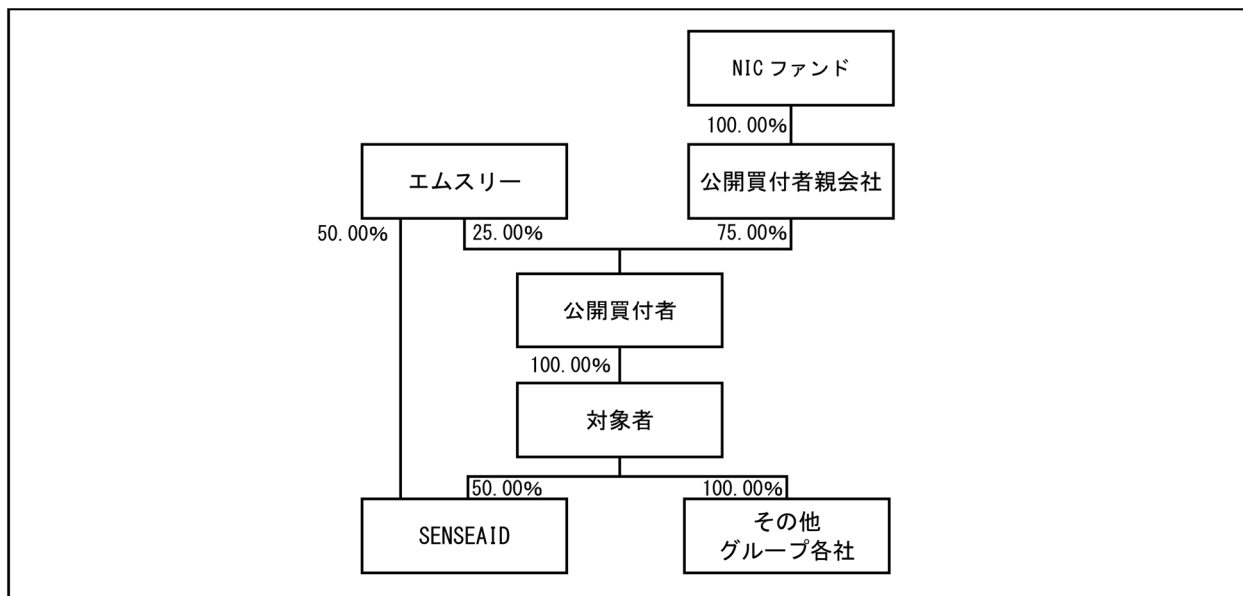 NIC ファンド
100.00%
エムスリー
公開買付者親会社
50.00%
25.00%
75.00%
公開買付者
100.00%
対象者
50.00%
100.00%
SENSEAID
その他
グループ各社